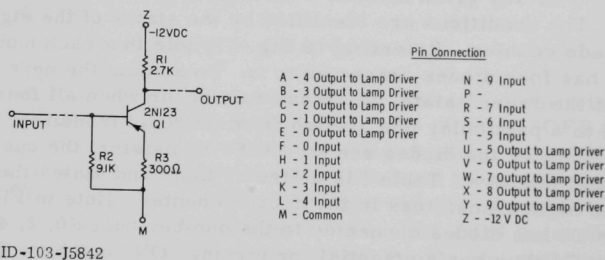 Z
-12VDC
R1
2.7K
OUTPUT
2N123
Q1
INPUT
R2
9.1K
R3
300Ω
M
ID-103-J5842
Pin Connection
A - 4 Output to Lamp Driver
B - 3 Output to Lamp Driver
C - 2 Output to Lamp Driver
D - 1 Output to Lamp Driver
E - 0 Output to Lamp Driver
F - 0 Input
H - 1 Input
J - 2 Input
K - 3 Input
L - 4 Input
M - Common
N - 9 Input
P -
R - 7 Input
S - 6 Input
N - 5 Input
U - 5 Output to Lamp Driver
V - 6 Output to Lamp Driver
W - 7 Outupt to Lamp Driver
X - 8 Output to Lamp Driver
Y - 9 Output to Lamp Driver
Z - -12 V DC